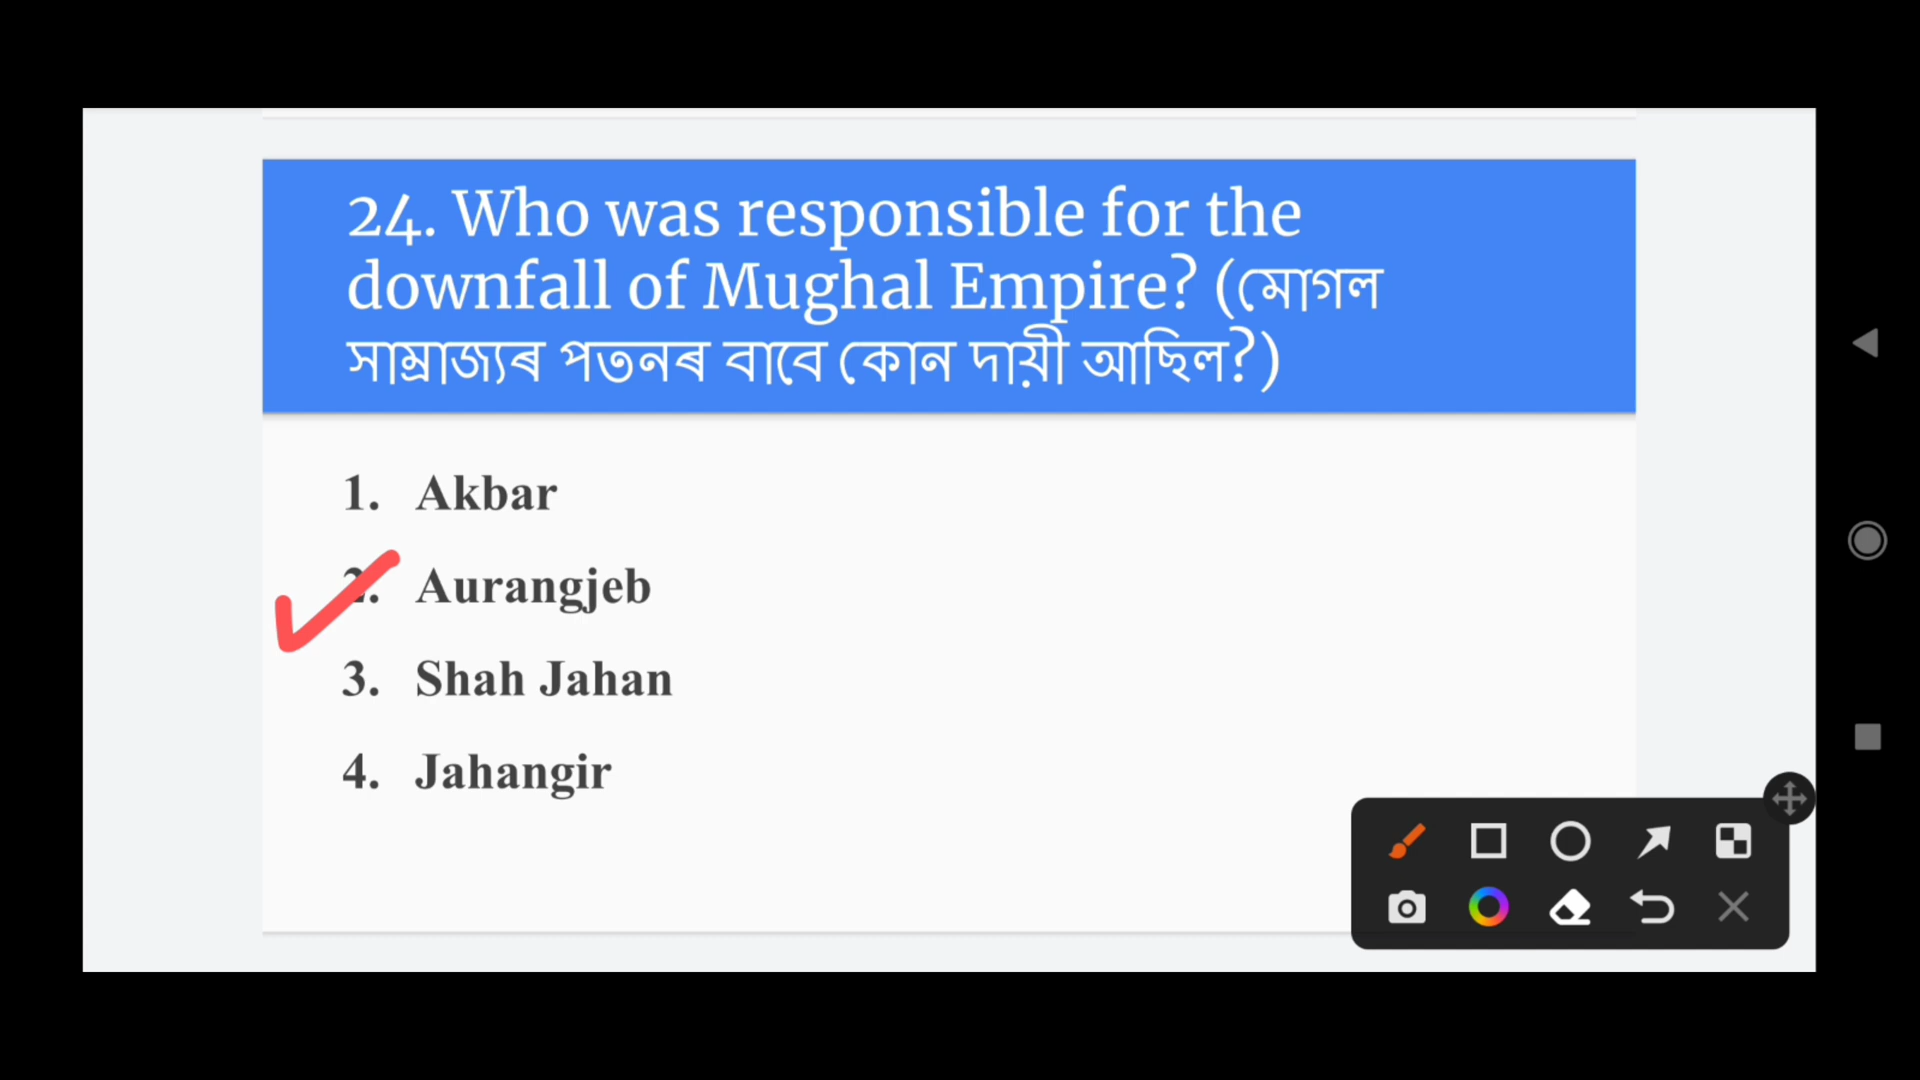 24. Who was responsible for the
downfall of Mughal Empire? (মোগল
সাম্ৰাজ্যৰ পতনৰ বাবে কোন দায়ী আছিল?)
1. Akbar
2. Aurangjeb
3. Shah Jahan
4. Jahangir